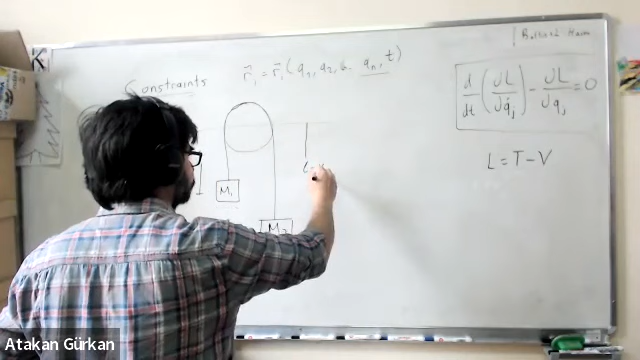 Constraints
r⃗ᵢ = r⃗ᵢ(q₁, q₂, & qₙ, t)
d/dt (∂L/∂q̇ⱼ) - ∂L/∂qⱼ = 0
L = T - V
M₁
M₂
Atakan Gürkan